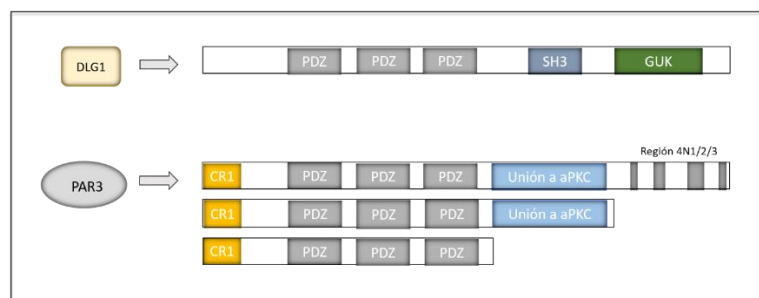 DLG1 PDZ PDZ PDZ SH3 GUK
Región 4N1/2/3
PAR3 CR1 PDZ PDZ PDZ Unión a aPKC
CR1 PDZ PDZ PDZ Unión a aPKC
CR1 PDZ PDZ PDZ